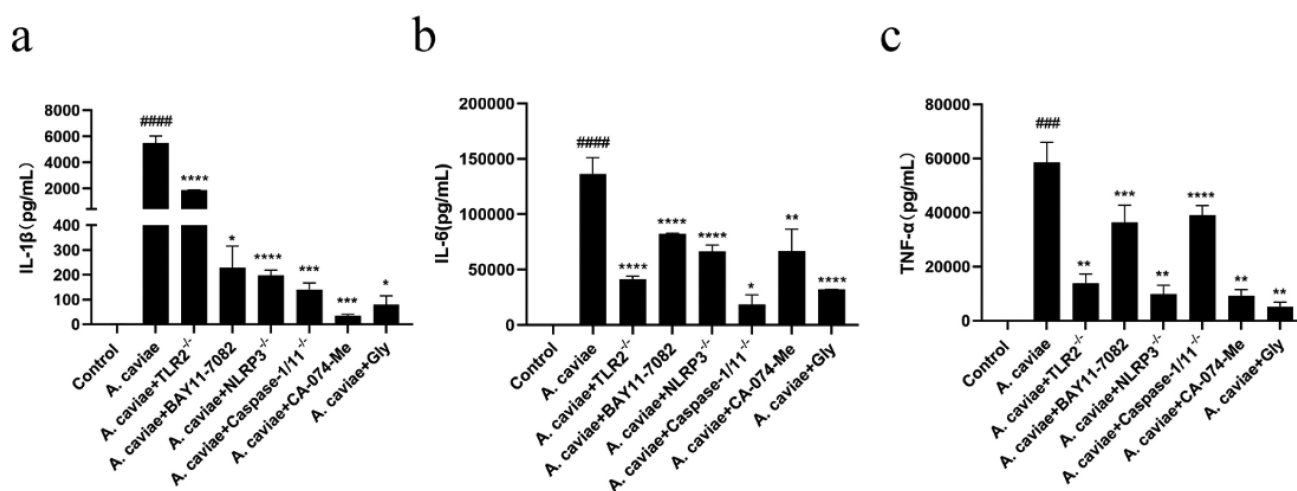 a
IL-1β(pg/mL)
8000
6000
4000
2000
400
300
200
100
0
####
****
*
****
***
***
*
Control
A. caviae
A. caviae+TLR2-/-
A. caviae+BAY11-7082
A. caviae+NLRP3-/-
A. caviae+Caspase-1/11-/-
A. caviae+CA-074-Me
A. caviae+Gly
b
IL-6(pg/mL)
200000
150000
100000
50000
0
####
****
****
****
*
**
****
Control
A. caviae
A. caviae+TLR2-/-
A. caviae+BAY11-7082
A. caviae+NLRP3-/-
A. caviae+Caspase-1/11-/-
A. caviae+CA-074-Me
A. caviae+Gly
c
TNF-α(pg/mL)
80000
60000
40000
20000
0
###
**
***
**
****
**
**
Control
A. caviae
A. caviae+TLR2-/-
A. caviae+BAY11-7082
A. caviae+NLRP3-/-
A. caviae+Caspase-1/11-/-
A. caviae+CA-074-Me
A. caviae+Gly